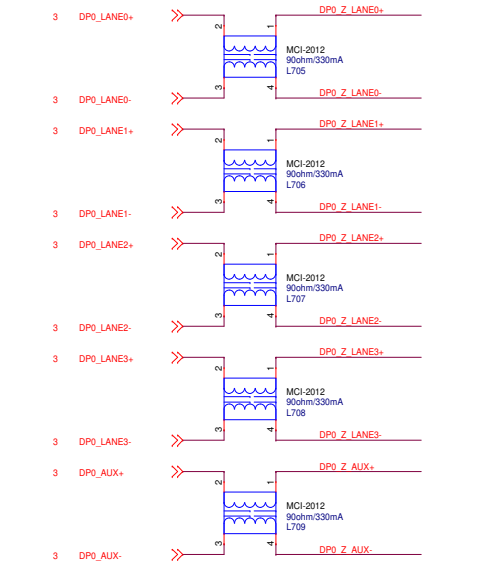 3 DP0_LANE0+ DP0_Z_LANE0+
2 1
MCI-2012
90ohm/330mA
L705
3 4
3 DP0_LANE0- DP0_Z_LANE0-
3 DP0_LANE1+ DP0_Z_LANE1+
2 1
MCI-2012
90ohm/330mA
L706
3 4
3 DP0_LANE1- DP0_Z_LANE1-
3 DP0_LANE2+ DP0_Z_LANE2+
2 1
MCI-2012
90ohm/330mA
L707
3 4
3 DP0_LANE2- DP0_Z_LANE2-
3 DP0_LANE3+ DP0_Z_LANE3+
2 1
MCI-2012
90ohm/330mA
L708
3 4
3 DP0_LANE3- DP0_Z_LANE3-
3 DP0_AUX+ DP0_Z_AUX+
2 1
MCI-2012
90ohm/330mA
L709
3 4
3 DP0_AUX- DP0_Z_AUX-